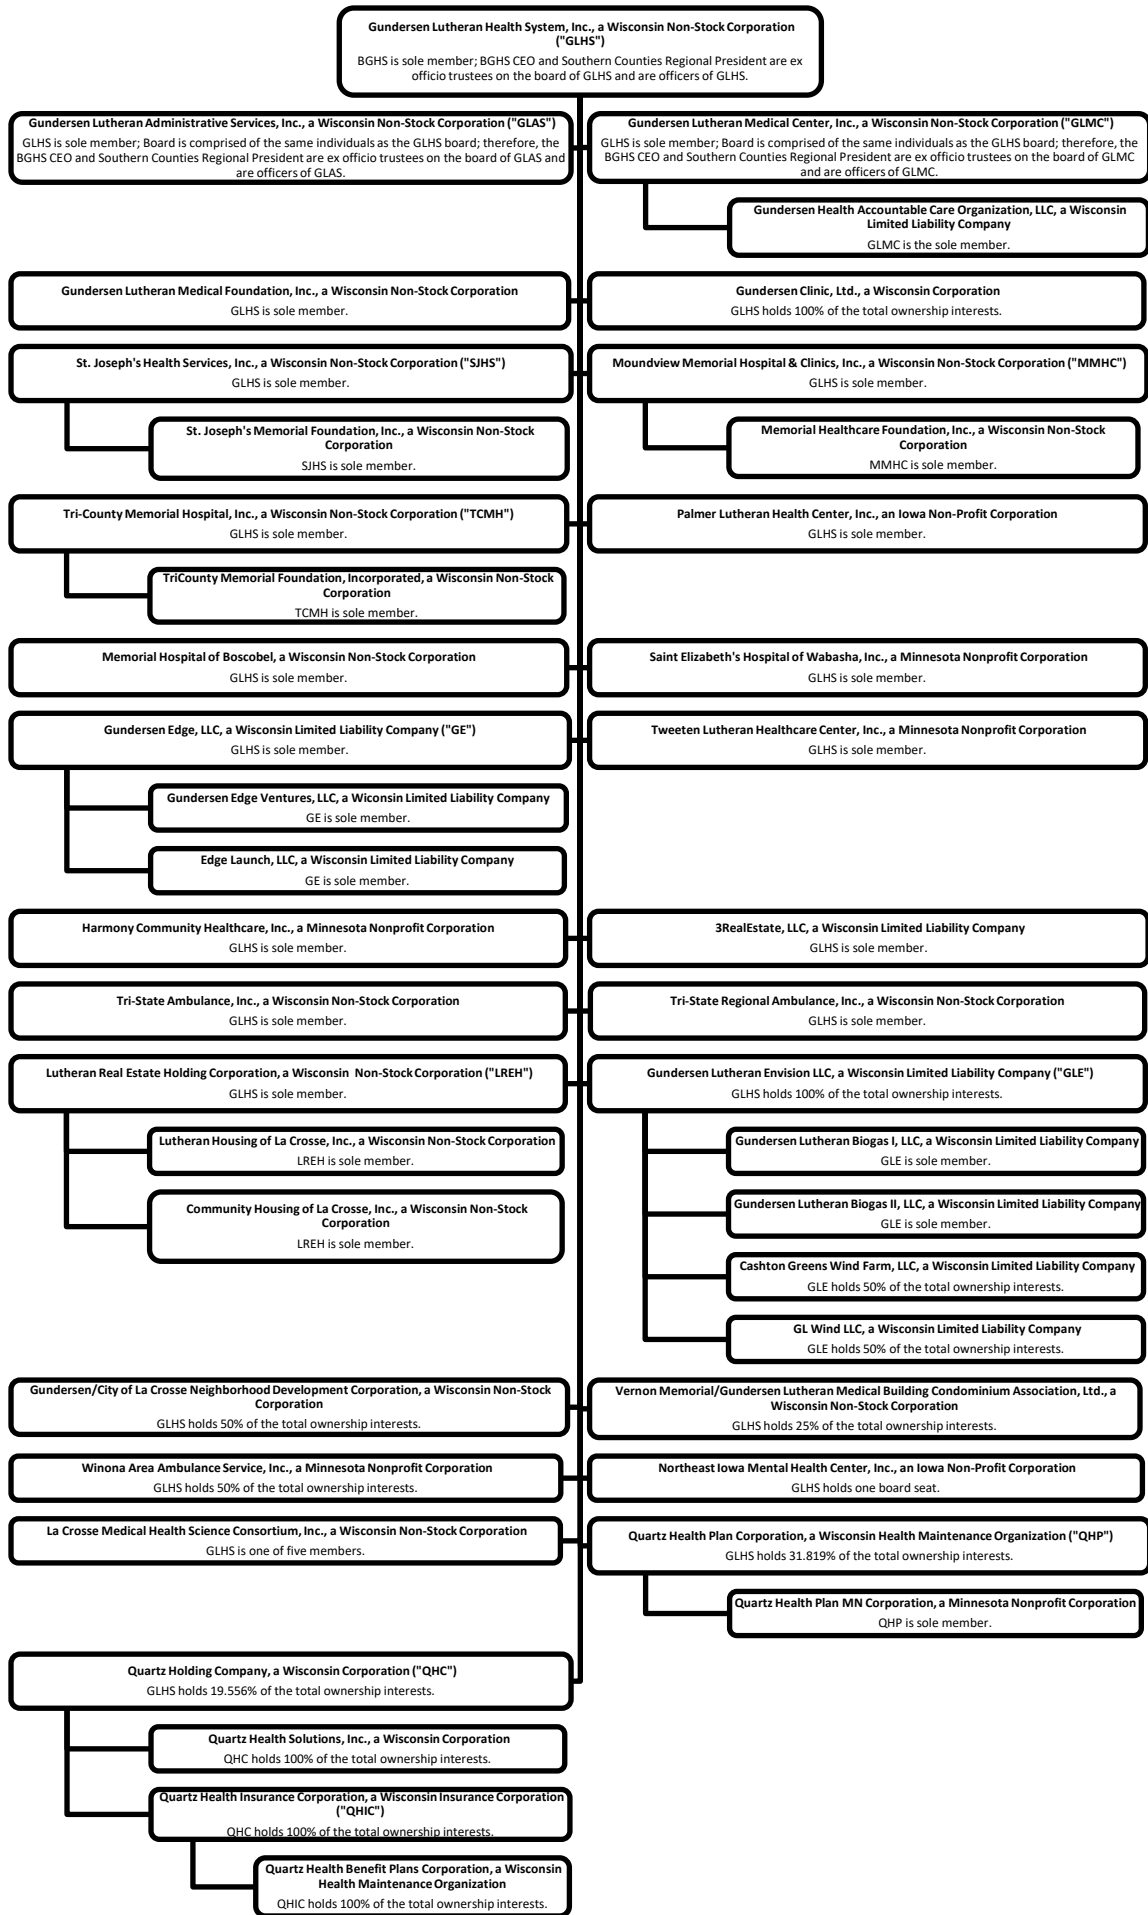 Gundersen Lutheran Health System, Inc., a Wisconsin Non-Stock Corporation
("GLHS")
BGHS is sole member; BGHS CEO and Southern Counties Regional President are ex
officio trustees on the board of GLHS and are officers of GLHS.
Gundersen Lutheran Administrative Services, Inc., a Wisconsin Non-Stock Corporation ("GLAS")
GLHS is sole member; Board is comprised of the same individuals as the GLHS board; therefore, the
BGHS CEO and Southern Counties Regional President are ex officio trustees on the board of GLAS and
are officers of GLAS.
Gundersen Lutheran Medical Center, Inc., a Wisconsin Non-Stock Corporation ("GLMC")
GLHS is sole member; Board is comprised of the same individuals as the GLHS board; therefore, the
BGHS CEO and Southern Counties Regional President are ex officio trustees on the board of GLMC
and are officers of GLMC.
Gundersen Health Accountable Care Organization, LLC, a Wisconsin
Limited Liability Company
GLMC is the sole member.
Gundersen Lutheran Medical Foundation, Inc., a Wisconsin Non-Stock Corporation
GLHS is sole member.
Gundersen Clinic, Ltd., a Wisconsin Corporation
GLHS holds 100% of the total ownership interests.
St. Joseph's Health Services, Inc., a Wisconsin Non-Stock Corporation ("SJHS")
GLHS is sole member.
Moundview Memorial Hospital & Clinics, Inc., a Wisconsin Non-Stock Corporation ("MMHC")
GLHS is sole member.
St. Joseph's Memorial Foundation, Inc., a Wisconsin Non-Stock
Corporation
SJHS is sole member.
Memorial Healthcare Foundation, Inc., a Wisconsin Non-Stock
Corporation
MMHC is sole member.
Tri-County Memorial Hospital, Inc., a Wisconsin Non-Stock Corporation ("TCMH")
GLHS is sole member.
Palmer Lutheran Health Center, Inc., an Iowa Non-Profit Corporation
GLHS is sole member.
TriCounty Memorial Foundation, Incorporated, a Wisconsin Non-Stock
Corporation
TCMH is sole member.
Memorial Hospital of Boscobel, a Wisconsin Non-Stock Corporation
GLHS is sole member.
Saint Elizabeth's Hospital of Wabasha, Inc., a Minnesota Nonprofit Corporation
GLHS is sole member.
Gundersen Edge, LLC, a Wisconsin Limited Liability Company ("GE")
GLHS is sole member.
Tweeten Lutheran Healthcare Center, Inc., a Minnesota Nonprofit Corporation
GLHS is sole member.
Gundersen Edge Ventures, LLC, a Wiconsin Limited Liability Company
GE is sole member.
Edge Launch, LLC, a Wisconsin Limited Liability Company
GE is sole member.
Harmony Community Healthcare, Inc., a Minnesota Nonprofit Corporation
GLHS is sole member.
3RealEstate, LLC, a Wisconsin Limited Liability Company
GLHS is sole member.
Tri-State Ambulance, Inc., a Wisconsin Non-Stock Corporation
GLHS is sole member.
Tri-State Regional Ambulance, Inc., a Wisconsin Non-Stock Corporation
GLHS is sole member.
Lutheran Real Estate Holding Corporation, a Wisconsin Non-Stock Corporation ("LREH")
GLHS is sole member.
Gundersen Lutheran Envision LLC, a Wisconsin Limited Liability Company ("GLE")
GLHS holds 100% of the total ownership interests.
Lutheran Housing of La Crosse, Inc., a Wisconsin Non-Stock Corporation
LREH is sole member.
Community Housing of La Crosse, Inc., a Wisconsin Non-Stock
Corporation
LREH is sole member.
Gundersen Lutheran Biogas I, LLC, a Wisconsin Limited Liability Company
GLE is sole member.
Gundersen Lutheran Biogas II, LLC, a Wisconsin Limited Liability Company
GLE is sole member.
Cashton Greens Wind Farm, LLC, a Wisconsin Limited Liability Company
GLE holds 50% of the total ownership interests.
GL Wind LLC, a Wisconsin Limited Liability Company
GLE holds 50% of the total ownership interests.
Gundersen/City of La Crosse Neighborhood Development Corporation, a Wisconsin Non-Stock
Corporation
GLHS holds 50% of the total ownership interests.
Vernon Memorial/Gundersen Lutheran Medical Building Condominium Association, Ltd., a
Wisconsin Non-Stock Corporation
GLHS holds 25% of the total ownership interests.
Winona Area Ambulance Service, Inc., a Minnesota Nonprofit Corporation
GLHS holds 50% of the total ownership interests.
Northeast Iowa Mental Health Center, Inc., an Iowa Non-Profit Corporation
GLHS holds one board seat.
La Crosse Medical Health Science Consortium, Inc., a Wisconsin Non-Stock Corporation
GLHS is one of five members.
Quartz Health Plan Corporation, a Wisconsin Health Maintenance Organization ("QHP")
GLHS holds 31.819% of the total ownership interests.
Quartz Health Plan MN Corporation, a Minnesota Nonprofit Corporation
QHP is sole member.
Quartz Holding Company, a Wisconsin Corporation ("QHC")
GLHS holds 19.556% of the total ownership interests.
Quartz Health Solutions, Inc., a Wisconsin Corporation
QHC holds 100% of the total ownership interests.
Quartz Health Insurance Corporation, a Wisconsin Insurance Corporation
("QHIC")
QHC holds 100% of the total ownership interests.
Quartz Health Benefit Plans Corporation, a Wisconsin
Health Maintenance Organization
QHIC holds 100% of the total ownership interests.